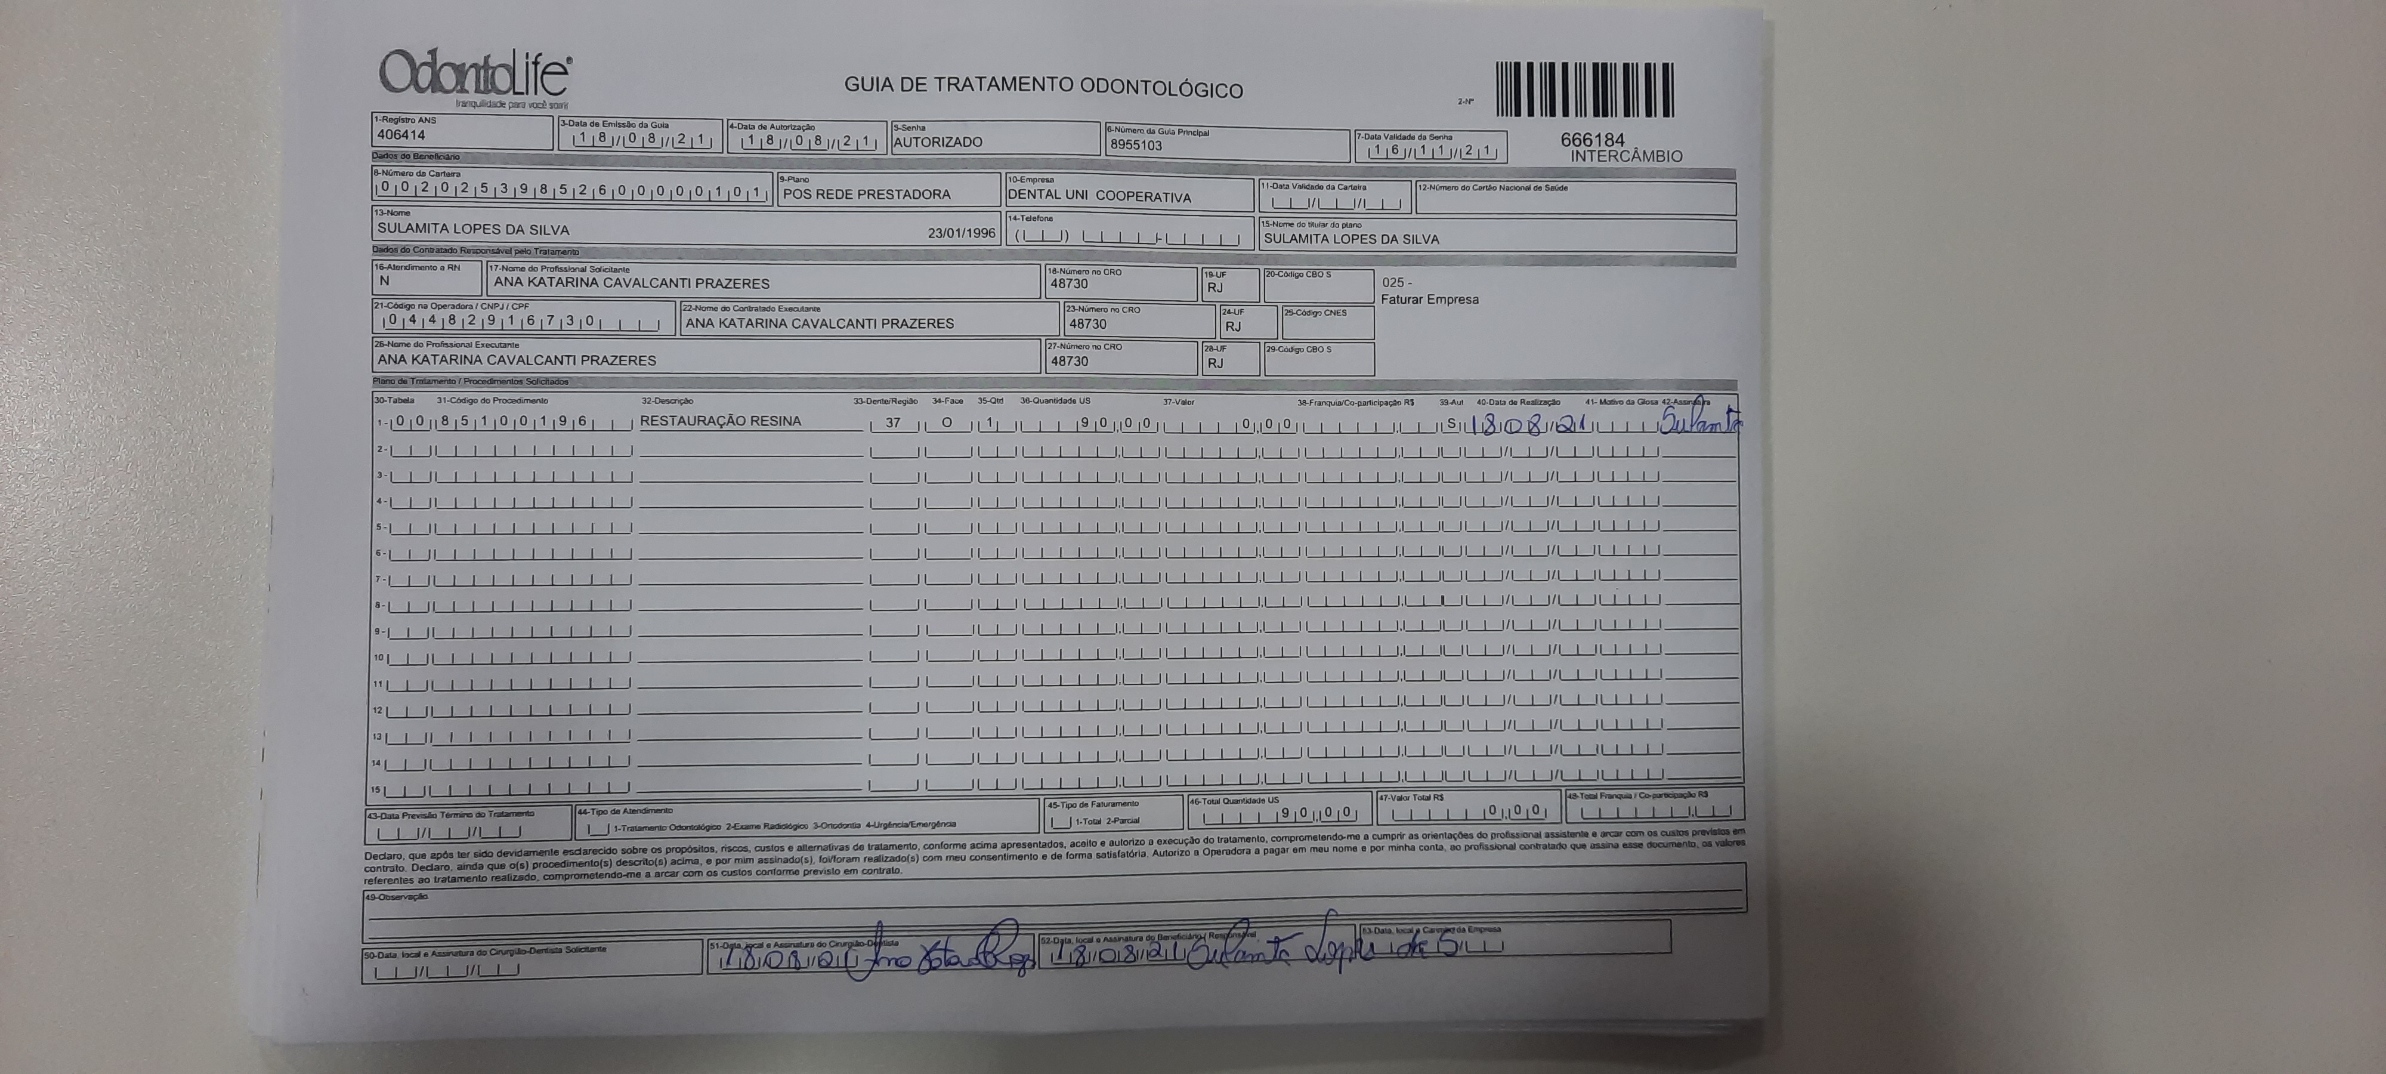 OdontoLife®
tranquilidade para você sorrir
GUIA DE TRATAMENTO ODONTOLÓGICO
2-Nº
666184
INTERCÂMBIO
1-Registro ANS
406414
3-Data de Emissão da Guia
18/08/21
4-Data de Autorização
18/08/21
5-Senha
AUTORIZADO
6-Número da Guia Principal
8955103
7-Data Validade da Senha
16/11/21
Dados do Beneficiário
8-Número da Carteira
00202539852600000101
9-Plano
POS REDE PRESTADORA
10-Empresa
DENTAL UNI COOPERATIVA
11-Data Validade da Carteira
12-Número do Cartão Nacional de Saúde
13-Nome
SULAMITA LOPES DA SILVA 23/01/1996
14-Telefone
15-Nome do titular do plano
SULAMITA LOPES DA SILVA
Dados do Contratado Responsável pelo Tratamento
16-Atendimento a RN
N
17-Nome do Profissional Solicitante
ANA KATARINA CAVALCANTI PRAZERES
18-Número no CRO
48730
19-UF
RJ
20-Código CBO S
025 -
Faturar Empresa
21-Código na Operadora / CNPJ / CPF
04482916730
22-Nome do Contratado Executante
ANA KATARINA CAVALCANTI PRAZERES
23-Número no CRO
48730
24-UF
RJ
25-Código CNES
26-Nome do Profissional Executante
ANA KATARINA CAVALCANTI PRAZERES
27-Número no CRO
48730
28-UF
RJ
29-Código CBO S
Plano de Tratamento / Procedimentos Solicitados
30-Tabela 31-Código do Procedimento 32-Descrição 33-Dente/Região 34-Face 35-Qtd 36-Quantidade US 37-Valor 38-Franquia/Co-participação R$ 39-Aut 40-Data de Realização 41- Motivo da Glosa 42-Assinatura
1- 00 85100196 RESTAURAÇÃO RESINA 37 O 1 90,00 0,00 S 18/08/21 Sulamita
2-
3-
4-
5-
6-
7-
8-
9-
10
11
12
13
14
15
43-Data Previsão Término do Tratamento
44-Tipo de Atendimento
1-Tratamento Odontológico 2-Exame Radiológico 3-Ortodontia 4-Urgência/Emergência
45-Tipo de Faturamento
1-Total 2-Parcial
46-Total Quantidade US
90,00
47-Valor Total R$
0,00
48-Total Franquia / Co-participação R$
Declaro, que após ter sido devidamente esclarecido sobre os propósitos, riscos, custos e alternativas de tratamento, conforme acima apresentados, aceito e autorizo a execução do tratamento, comprometendo-me a cumprir as orientações do profissional assistente e arcar com os custos previstos em
contrato. Declaro, ainda que o(s) procedimento(s) descrito(s) acima, e por mim assinado(s), foi/foram realizado(s) com meu consentimento e de forma satisfatória. Autorizo a Operadora a pagar em meu nome e por minha conta, ao profissional contratado que assina esse documento, os valores
referentes ao tratamento realizado, comprometendo-me a arcar com os custos conforme previsto em contrato.
49-Observação
50-Data, local e Assinatura do Cirurgião-Dentista Solicitante
51-Data, local e Assinatura do Cirurgião-Dentista
18/08/21
52-Data, local e Assinatura do Beneficiário / Responsável
18/08/21 Sulamita Lopes da S
53-Data, local e Carimbo da Empresa